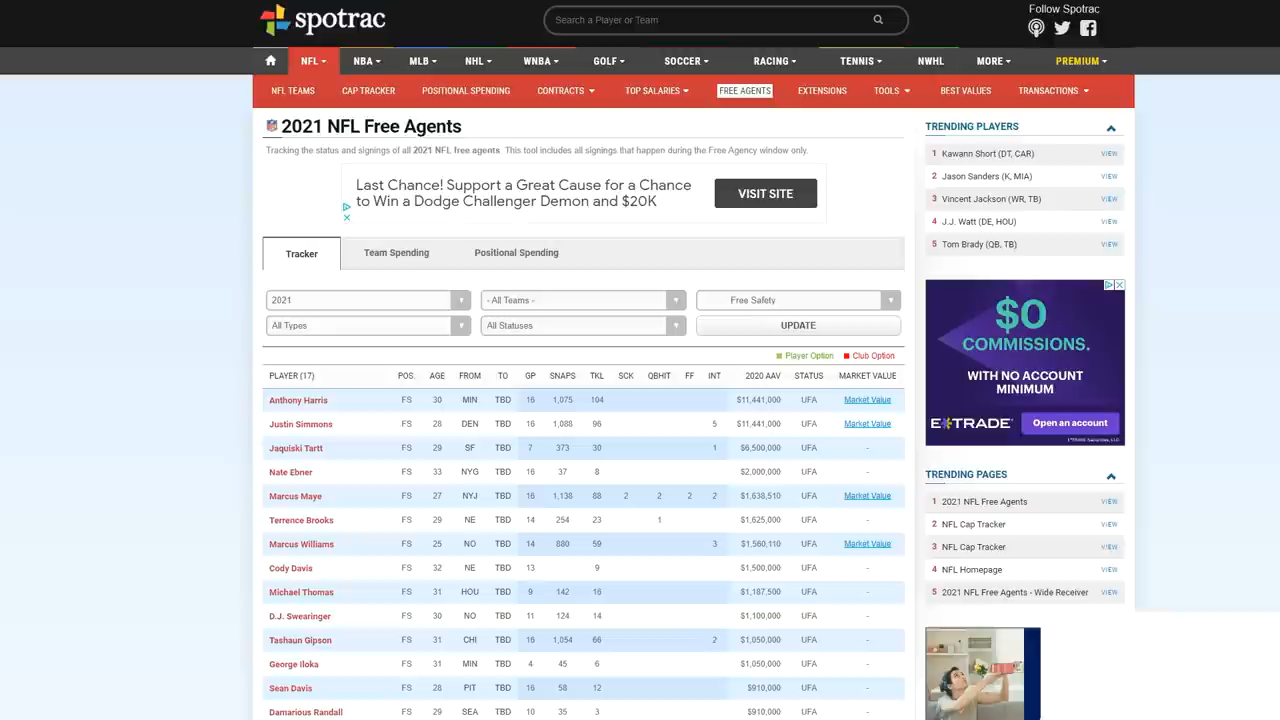 spotrac
Search a Player or Team
Follow Spotrac
NFL NBA MLB NHL WNBA GOLF SOCCER RACING TENNIS NWHL MORE PREMIUM
NFL TEAMS CAP TRACKER POSITIONAL SPENDING CONTRACTS TOP SALARIES FREE AGENTS EXTENSIONS TOOLS BEST VALUES TRANSACTIONS
2021 NFL Free Agents
Tracking the status and signings of all 2021 NFL free agents. This tool includes all signings that happen during the Free Agency window only.
Last Chance! Support a Great Cause for a Chance
to Win a Dodge Challenger Demon and $20K
VISIT SITE
Tracker Team Spending Positional Spending
2021 - All Teams - Free Safety
All Types All Statuses UPDATE
Player Option Club Option
PLAYER (17) POS. AGE FROM TO GP SNAPS TKL SCK QBHIT FF INT 2020 AAV STATUS MARKET VALUE
Anthony Harris FS 30 MIN TBD 16 1,075 104 $11,441,000 UFA Market Value
Justin Simmons FS 28 DEN TBD 16 1,088 96 5 $11,441,000 UFA Market Value
Jaquiski Tartt FS 29 SF TBD 7 373 30 1 $6,500,000 UFA -
Nate Ebner FS 33 NYG TBD 16 37 8 $2,000,000 UFA -
Marcus Maye FS 27 NYJ TBD 16 1,138 88 2 2 2 2 $1,638,510 UFA Market Value
Terrence Brooks FS 29 NE TBD 14 254 23 1 $1,625,000 UFA -
Marcus Williams FS 25 NO TBD 14 880 59 3 $1,560,110 UFA Market Value
Cody Davis FS 32 NE TBD 13 9 $1,500,000 UFA -
Michael Thomas FS 31 HOU TBD 9 142 16 $1,187,500 UFA -
D.J. Swearinger FS 30 NO TBD 11 124 14 $1,100,000 UFA -
Tashaun Gipson FS 31 CHI TBD 16 1,054 66 2 $1,050,000 UFA -
George Iloka FS 31 MIN TBD 4 45 6 $1,050,000 UFA -
Sean Davis FS 28 PIT TBD 16 58 12 $910,000 UFA -
Damarious Randall FS 29 SEA TBD 10 35 3 $910,000 UFA -
TRENDING PLAYERS
1 Kawann Short (DT, CAR) VIEW
2 Jason Sanders (K, MIA) VIEW
3 Vincent Jackson (WR, TB) VIEW
4 J.J. Watt (DE, HOU) VIEW
5 Tom Brady (QB, TB) VIEW
$0
COMMISSIONS.
WITH NO ACCOUNT
MINIMUM
E*TRADE Open an account
TRENDING PAGES
1 2021 NFL Free Agents VIEW
2 NFL Cap Tracker VIEW
3 NFL Cap Tracker VIEW
4 NFL Homepage VIEW
5 2021 NFL Free Agents - Wide Receiver VIEW